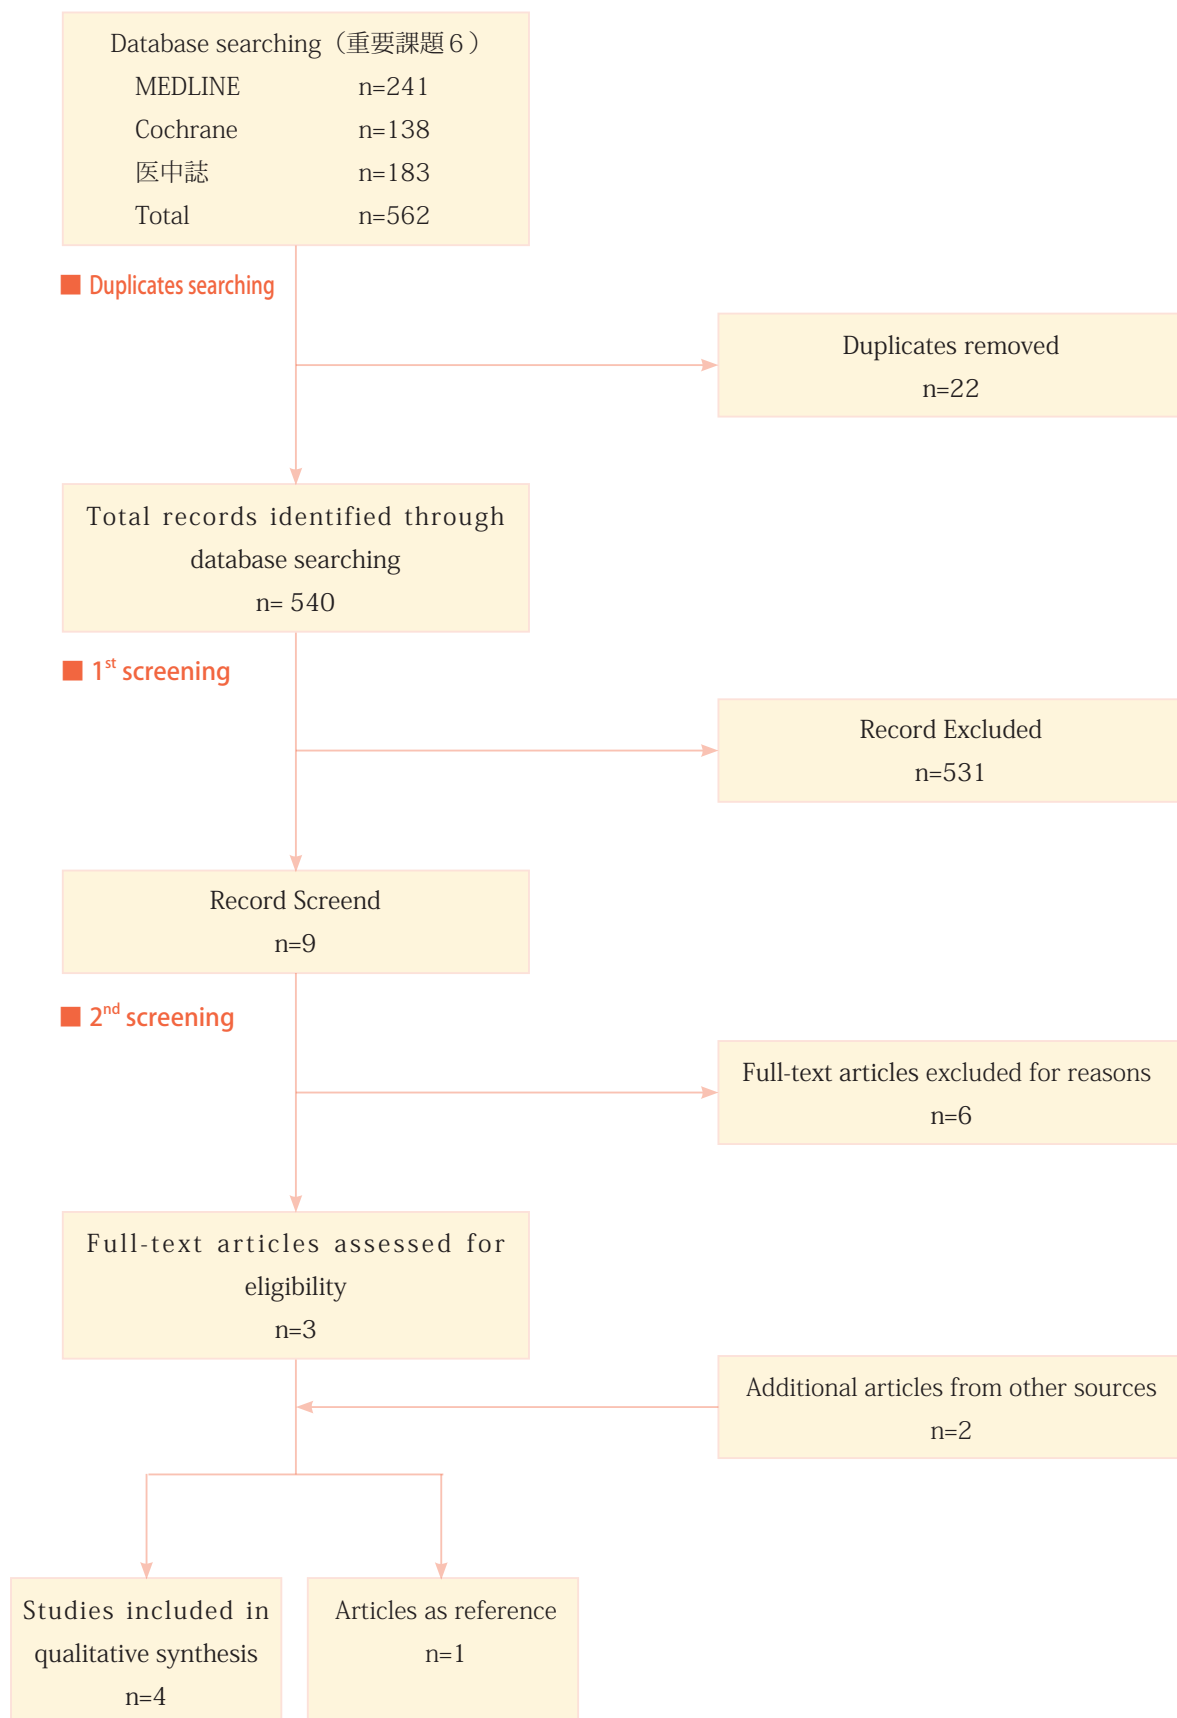 Database searching（重要課題６）
MEDLINE n=241
Cochrane n=138
医中誌 n=183
Total n=562
■ Duplicates searching
Duplicates removed
n=22
Total records identified through
database searching
n= 540
■ 1st screening
Record Excluded
n=531
Record Screend
n=9
■ 2nd screening
Full-text articles excluded for reasons
n=6
Full-text articles assessed for
eligibility
n=3
Additional articles from other sources
n=2
Studies included in
qualitative synthesis
n=4
Articles as reference
n=1